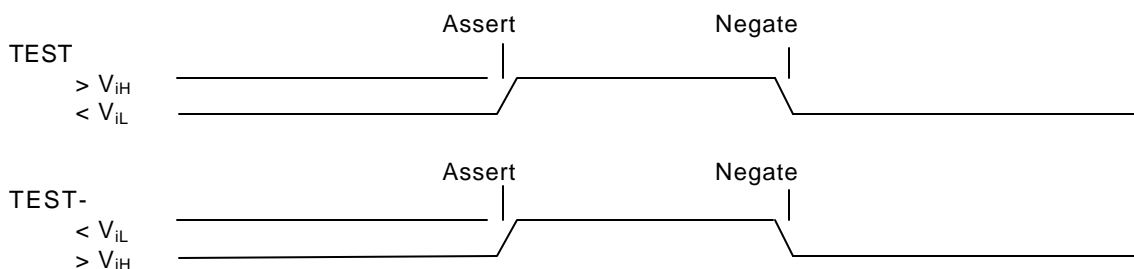 Assert Negate
TEST
> ViH
< ViL
Assert Negate
TEST-
< ViL
> ViH